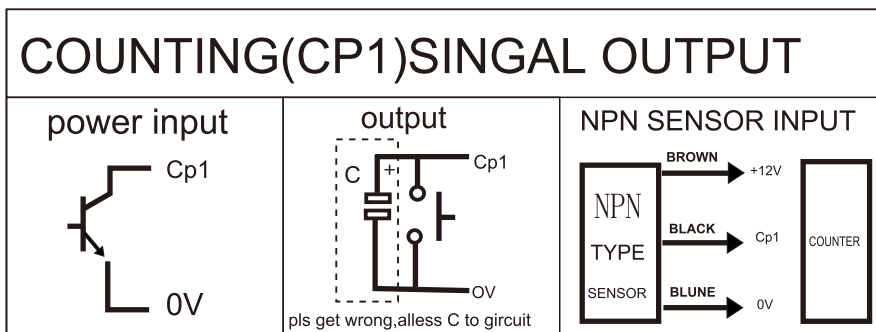 COUNTING(CP1)SINGAL OUTPUT
power input
Cp1
0V
output
C
+
Cp1
OV
pls get wrong,alless C to gircuit
NPN SENSOR INPUT
NPN
TYPE
SENSOR
BROWN
+12V
BLACK
Cp1
BLUNE
0V
COUNTER